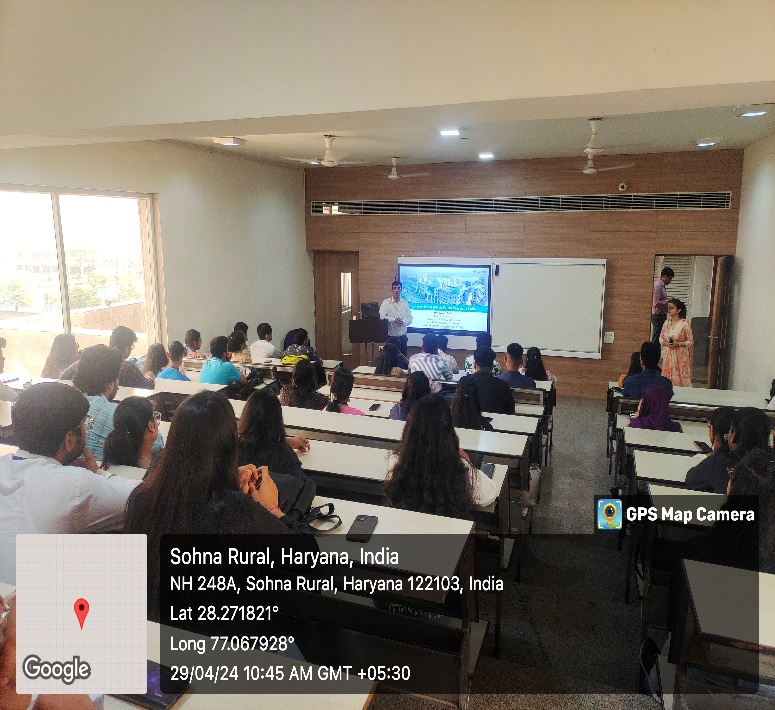 GPS Map Camera
Sohna Rural, Haryana, India
NH 248A, Sohna Rural, Haryana 122103, India
Lat 28.271821°
Long 77.067928°
29/04/24 10:45 AM GMT +05:30
Google